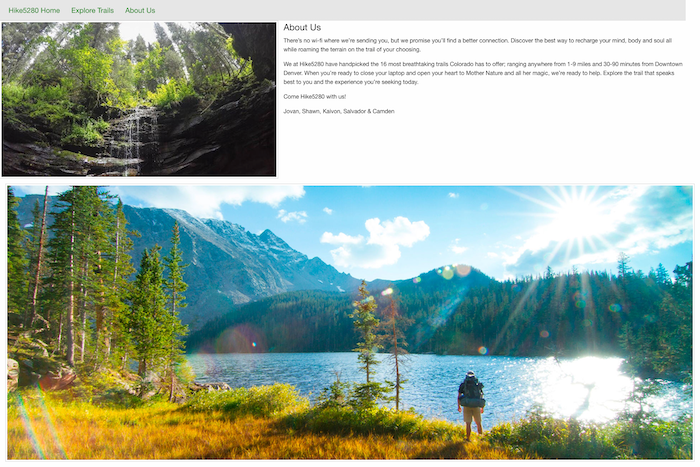 Hike5280 Home Explore Trails About Us
About Us
There's no wi-fi where we're sending you, but we promise you'll find a better connection. Discover the best way to recharge your mind, body and soul all
while roaming the terrain on the trail of your choosing.
We at Hike5280 have handpicked the 16 most breathtaking trails Colorado has to offer; ranging anywhere from 1-9 miles and 30-90 minutes from Downtown
Denver. When you're ready to close your laptop and open your heart to Mother Nature and all her magic, we're ready to help. Explore the trail that speaks
best to you and the experience you're seeking today.
Come Hike5280 with us!
Jovan, Shawn, Kaivon, Salvador & Camden